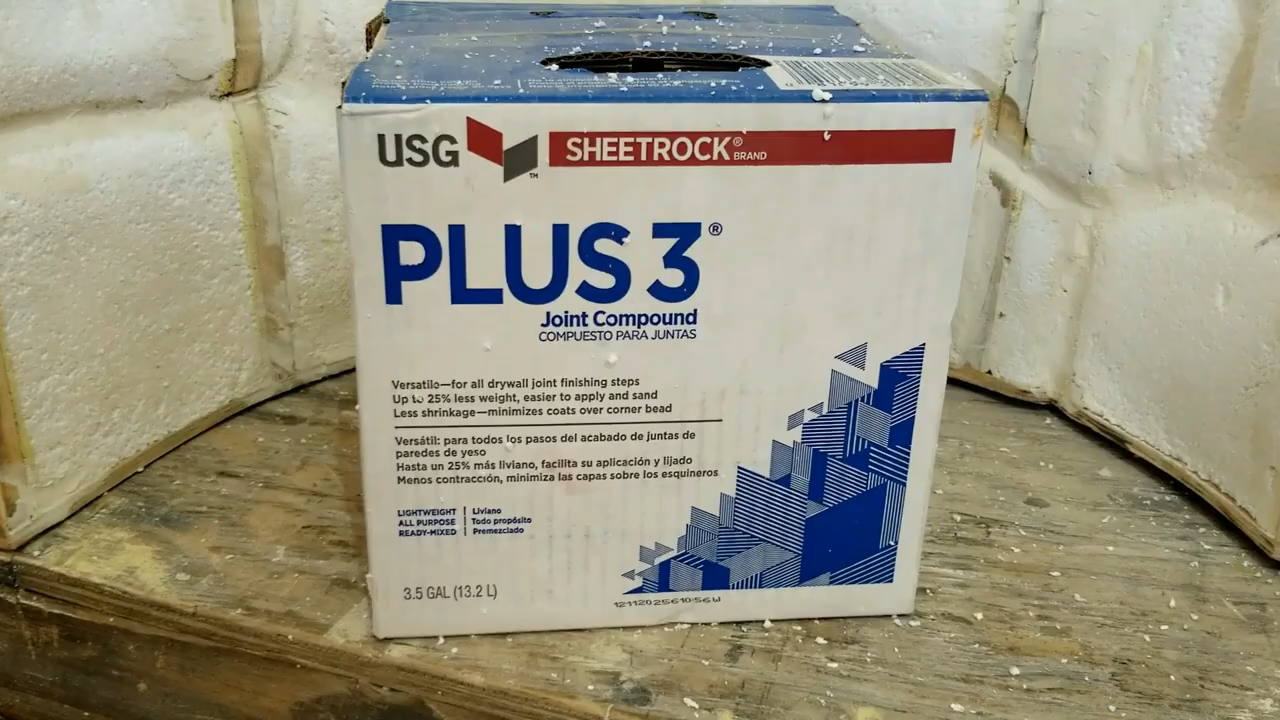 USG ™ SHEETROCK® BRAND
PLUS 3®
Joint Compound
COMPUESTO PARA JUNTAS
Versatile—for all drywall joint finishing steps
Up to 25% less weight, easier to apply and sand
Less shrinkage—minimizes coats over corner bead
Versátil: para todos los pasos del acabado de juntas de
paredes de yeso
Hasta un 25% más liviano, facilita su aplicación y lijado
Menos contracción, minimiza las capas sobre los esquineros
LIGHTWEIGHT | Liviano
ALL PURPOSE | Todo propósito
READY-MIXED | Premezclado
3.5 GAL (13.2 L)